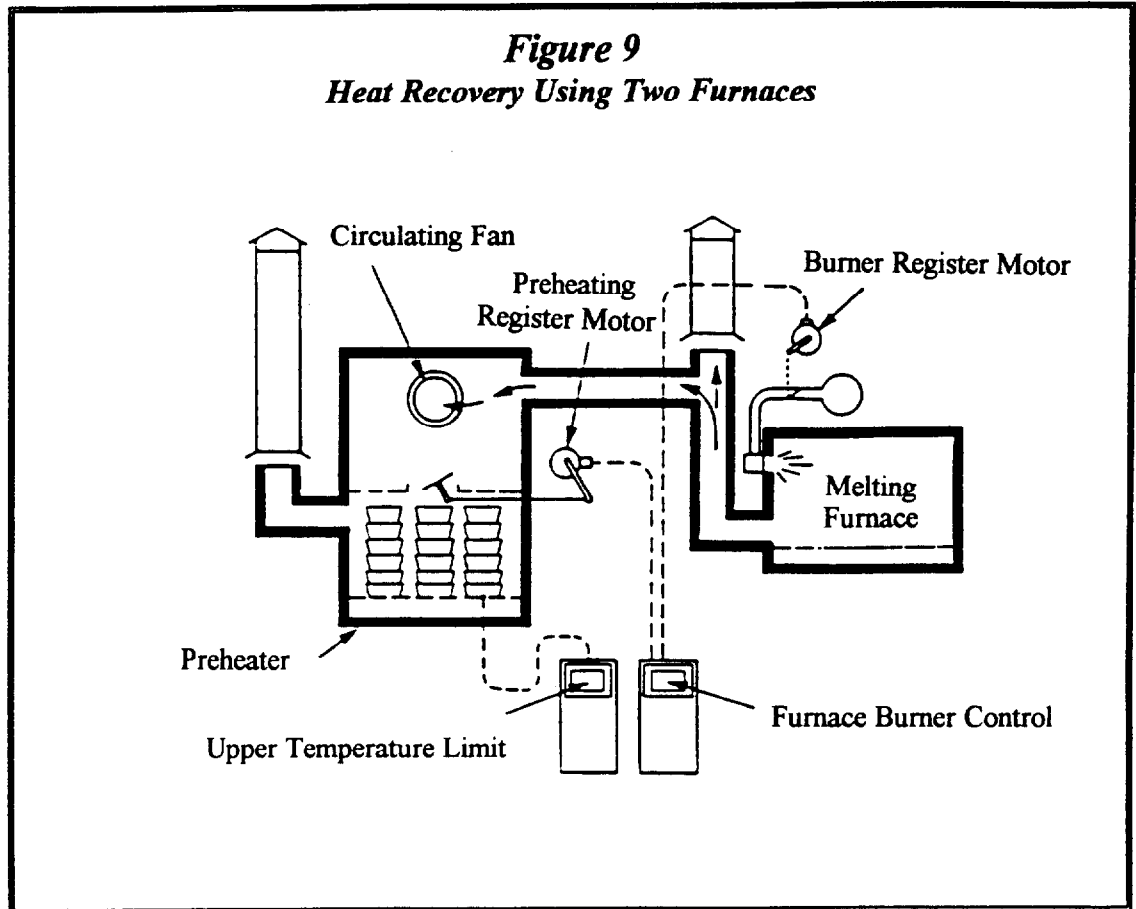 Figure 9
Heat Recovery Using Two Furnaces
Circulating Fan
Preheating
Register Motor
Burner Register Motor
Melting
Furnace
Preheater
Upper Temperature Limit
Furnace Burner Control